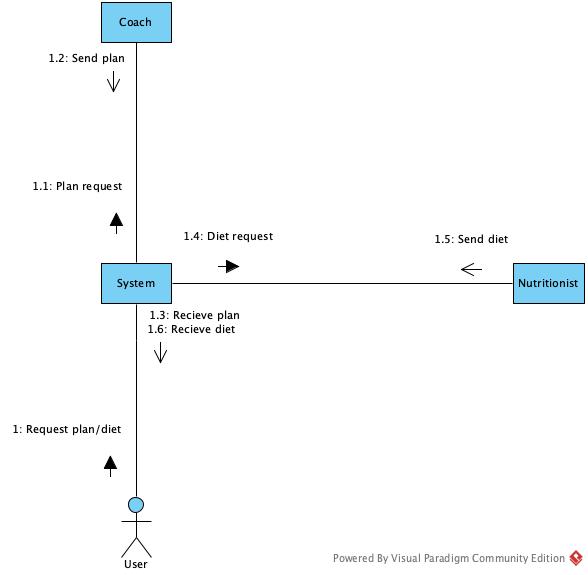 Coach
1.2: Send plan
1.1: Plan request
1.4: Diet request
1.5: Send diet
System
Nutritionist
1.3: Recieve plan
1.6: Recieve diet
1: Request plan/diet
User
Powered By Visual Paradigm Community Edition